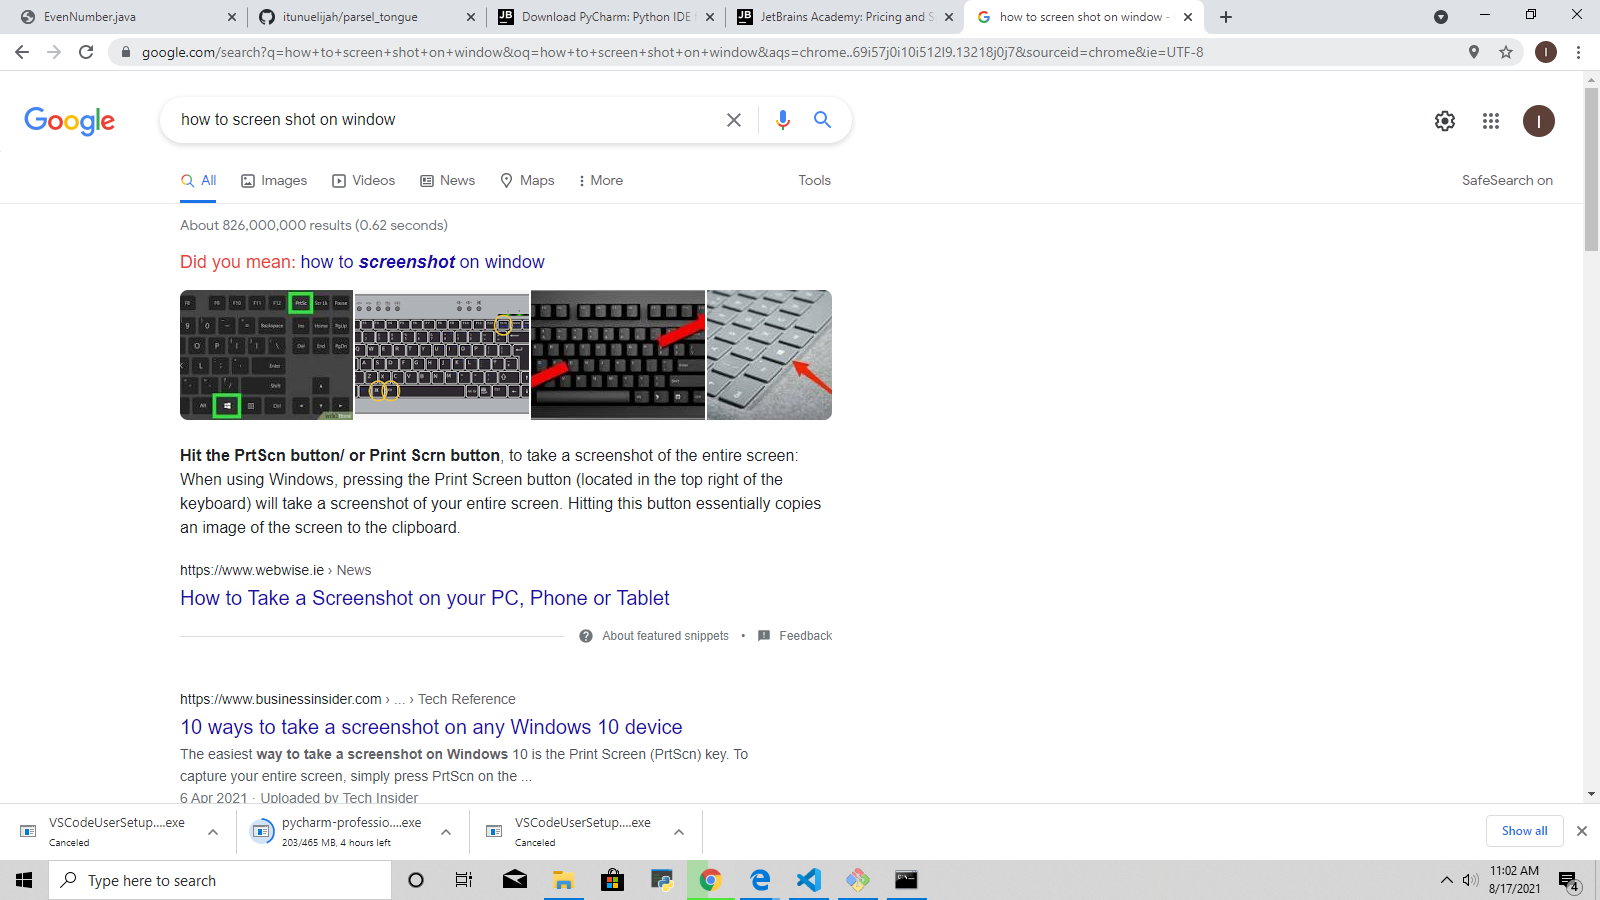 EvenNumber.java
itunuelijah/parsel_tongue
Download PyCharm: Python IDE
JetBrains Academy: Pricing and S
how to screen shot on window -
google.com/search?q=how+to+screen+shot+on+window&oq=how+to+screen+shot+on+window&aqs=chrome..69i57j0i10i512l9.13218j0j7&sourceid=chrome&ie=UTF-8
I
Google
how to screen shot on window
I
All
Images
Videos
News
Maps
More
Tools
SafeSearch on
About 826,000,000 results (0.62 seconds)
Did you mean: how to screenshot on window
Hit the PrtScn button/ or Print Scrn button, to take a screenshot of the entire screen:
When using Windows, pressing the Print Screen button (located in the top right of the
keyboard) will take a screenshot of your entire screen. Hitting this button essentially copies
an image of the screen to the clipboard.
https://www.webwise.ie › News
How to Take a Screenshot on your PC, Phone or Tablet
About featured snippets • Feedback
https://www.businessinsider.com › ... › Tech Reference
10 ways to take a screenshot on any Windows 10 device
The easiest way to take a screenshot on Windows 10 is the Print Screen (PrtScn) key. To
capture your entire screen, simply press PrtScn on the ...
6 Apr 2021 · Uploaded by Tech Insider
VSCodeUserSetup....exe
Canceled
pycharm-professio....exe
203/465 MB, 4 hours left
VSCodeUserSetup....exe
Canceled
Show all
Type here to search
11:02 AM
8/17/2021
4